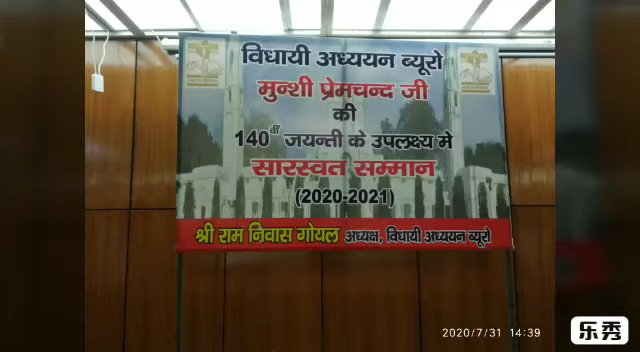 विधायी अध्ययन ब्यूरो
मुन्शी प्रेमचन्द जी
की
140वीं जयन्ती के उपलक्ष्य मे
सारस्वत सम्मान
(2020-2021)
श्री राम निवास गोयल अध्यक्ष, विधायी अध्ययन ब्यूरो
2020/7/31 14:39
乐秀